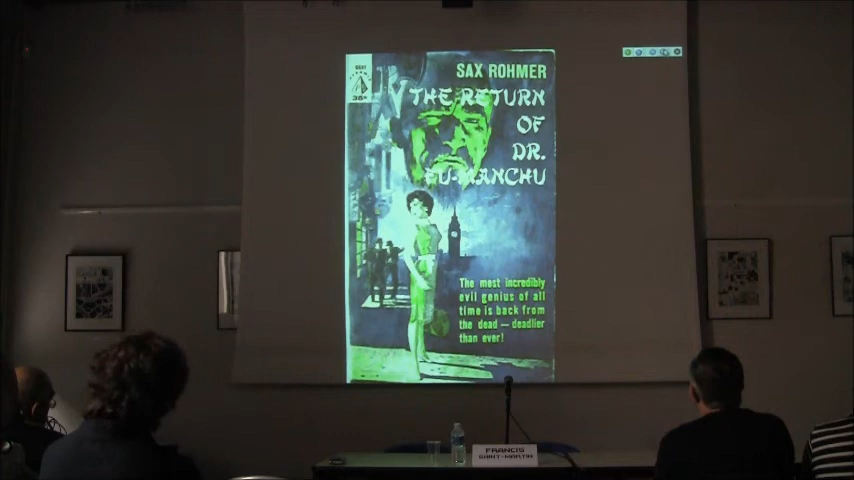 SAX ROHMER
THE RETURN
OF
DR.
FU-MANCHU
The most incredibly
evil genius of all
time is back from
the dead — deadlier
than ever!
FRANCIS
SAINT-MARTIN